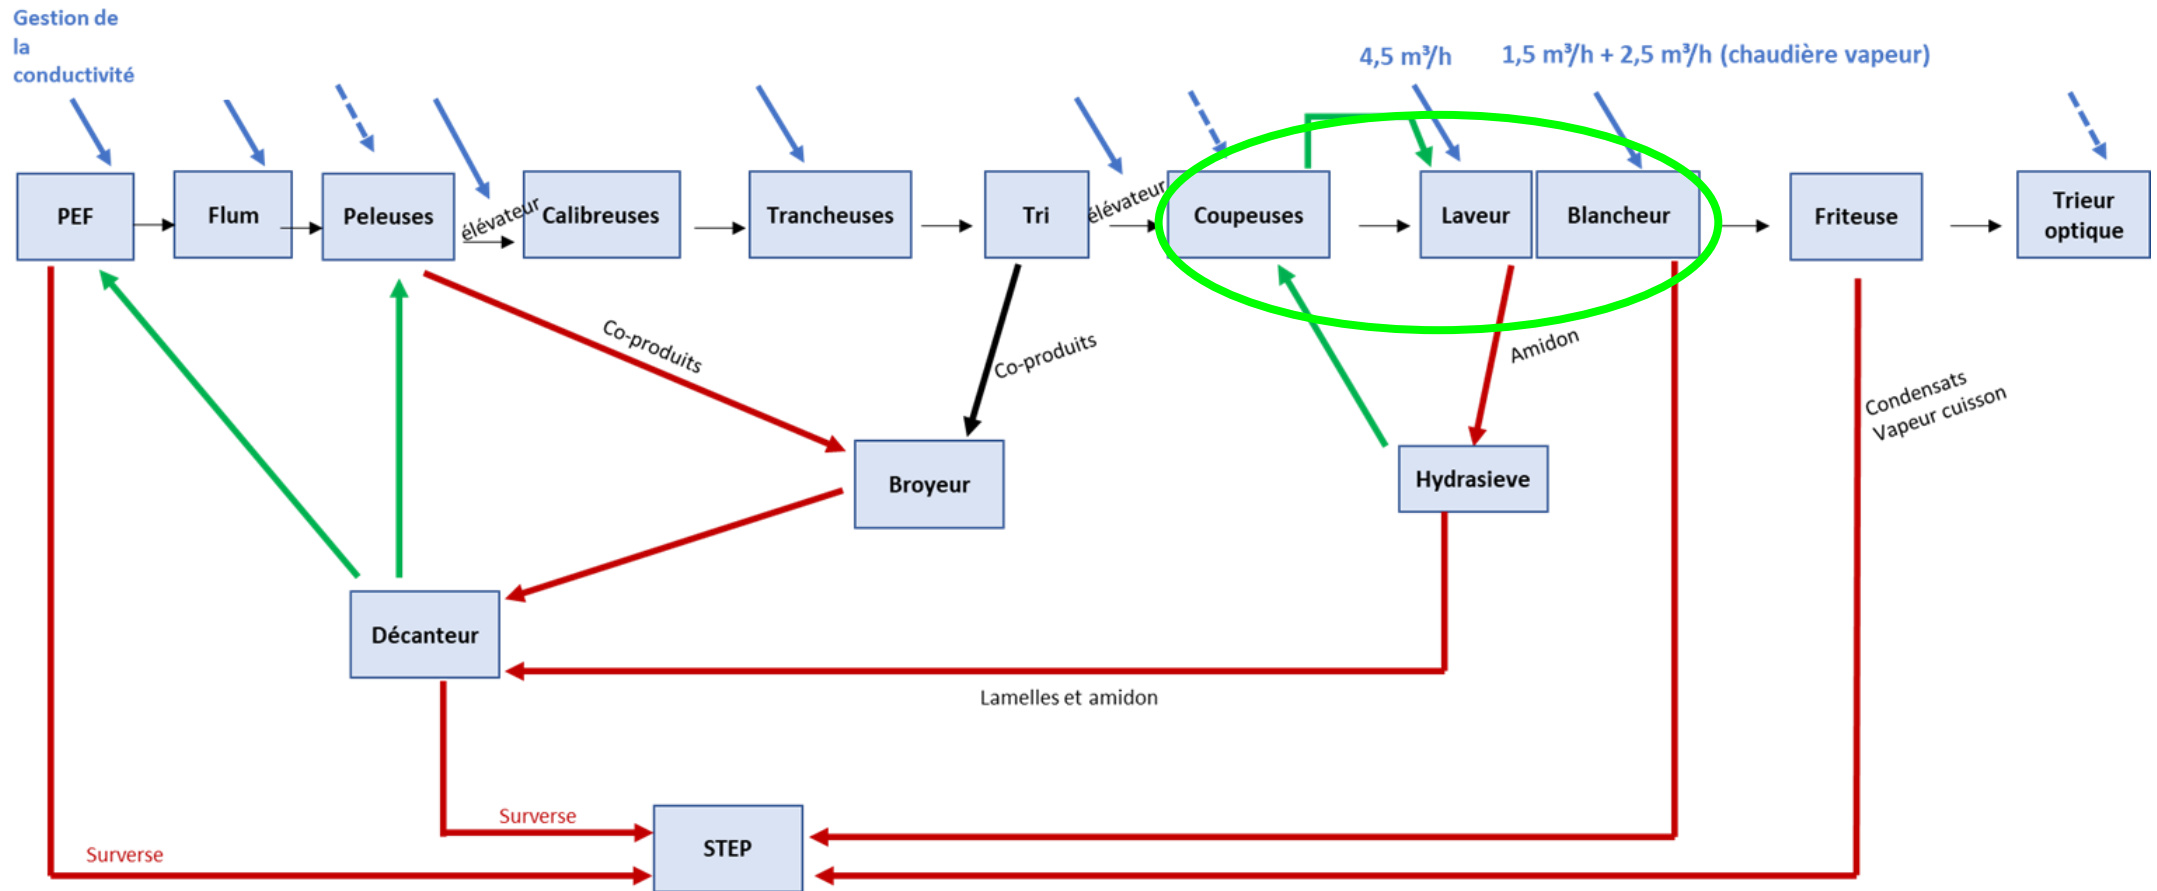 Gestion de
la
conductivité
4,5 m³/h
1,5 m³/h + 2,5 m³/h (chaudière vapeur)
PEF
Flum
Peleuses
élévateur
Calibreuses
Trancheuses
Tri
élévateur
Coupeuses
Laveur
Blancheur
Friteuse
Trieur
optique
Co-produits
Co-produits
Amidon
Condensats
Vapeur cuisson
Broyeur
Hydrasieve
Décanteur
Lamelles et amidon
Surverse
Surverse
STEP